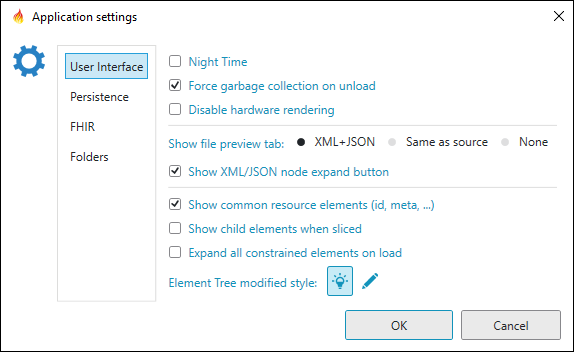 Application settings
User Interface
Persistence
FHIR
Folders
Night Time
Force garbage collection on unload
Disable hardware rendering
Show file preview tab: XML+JSON Same as source None
Show XML/JSON node expand button
Show common resource elements (id, meta, ...)
Show child elements when sliced
Expand all constrained elements on load
Element Tree modified style:
OK Cancel